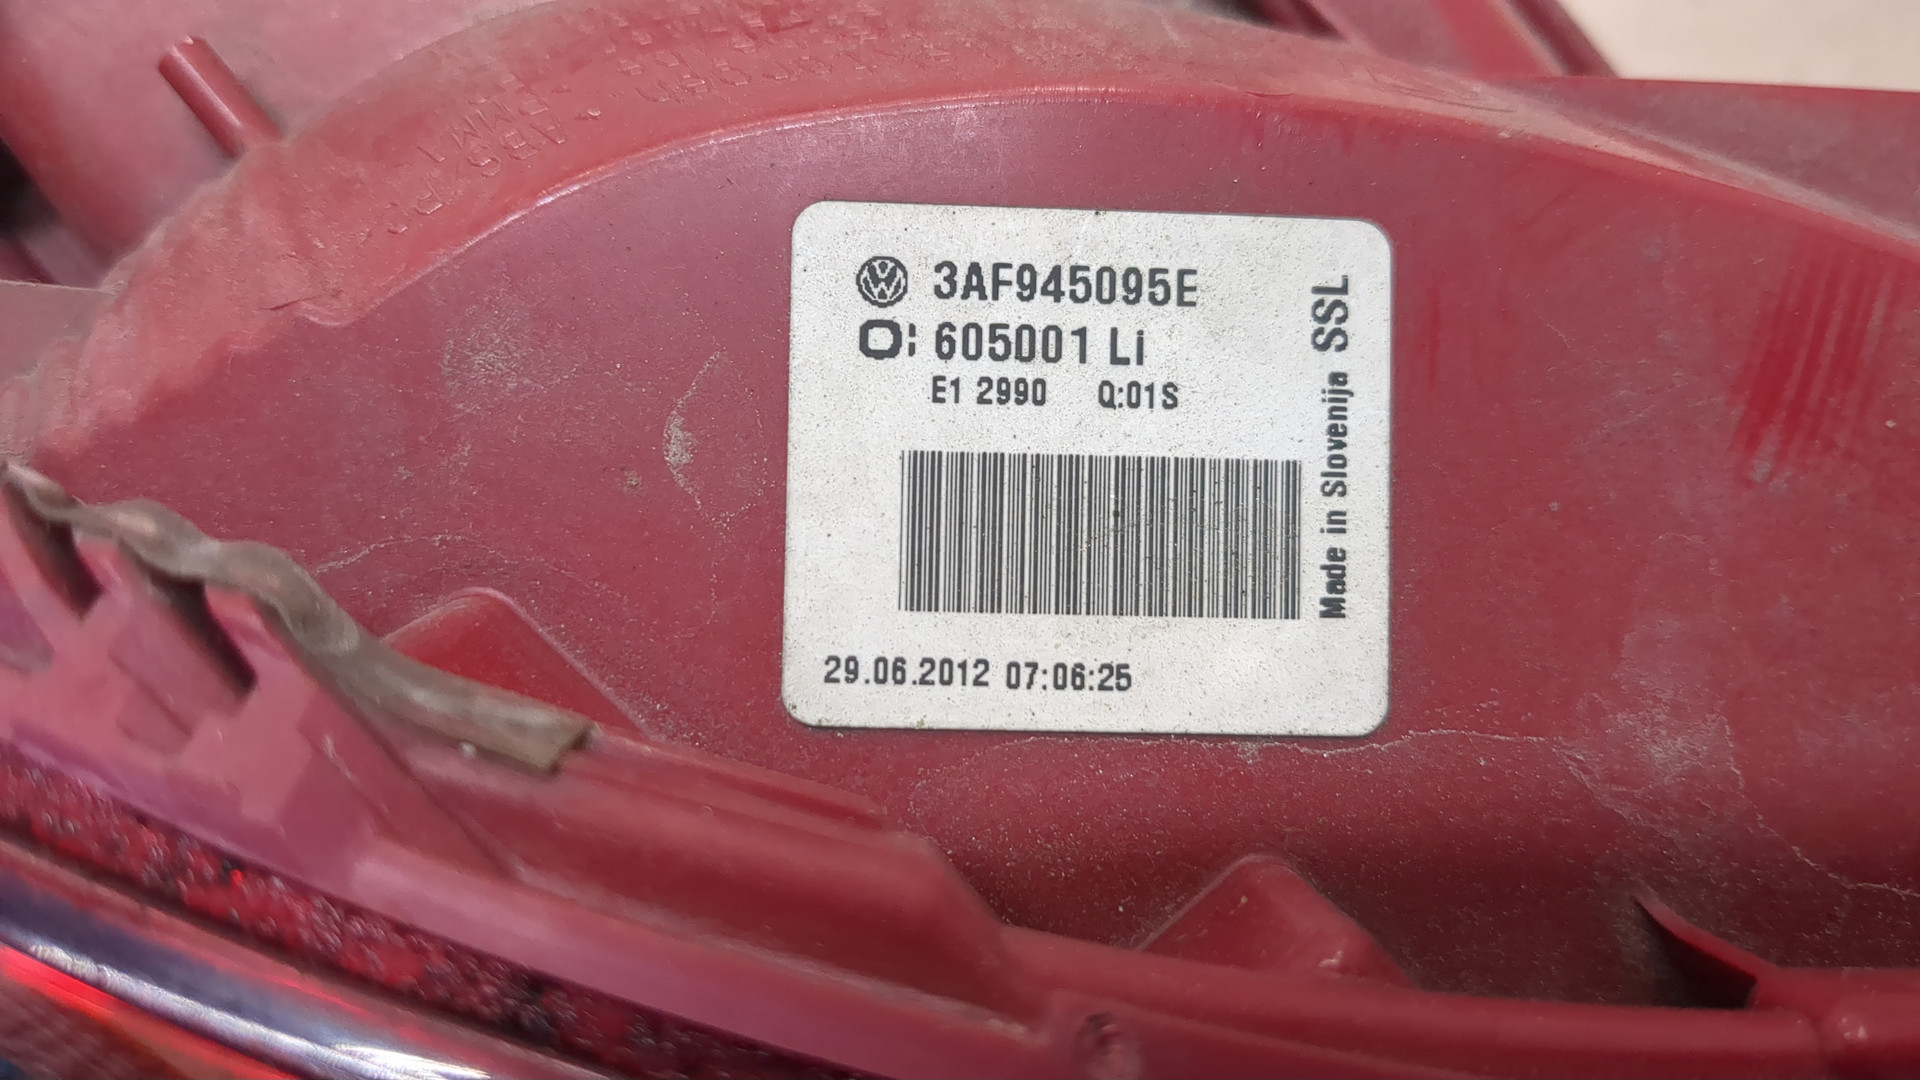 3AF945095E
605001 Li
E1 2990 Q:01S
Made in Slovenija SSL
29.06.2012 07:06:25